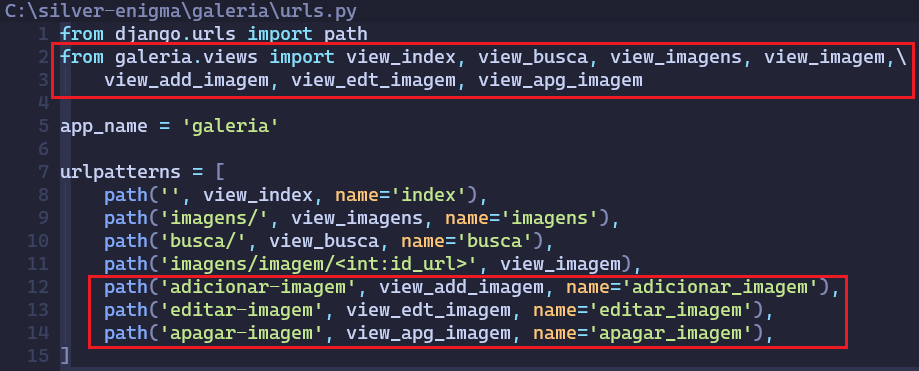 C:\silver-enigma\galeria\urls.py
1 from django.urls import path
2 from galeria.views import view_index, view_busca, view_imagens, view_imagem,\
3     view_add_imagem, view_edt_imagem, view_apg_imagem
4
5 app_name = 'galeria'
6
7 urlpatterns = [
8     path('', view_index, name='index'),
9     path('imagens/', view_imagens, name='imagens'),
10     path('busca/', view_busca, name='busca'),
11     path('imagens/imagem/<int:id_url>', view_imagem),
12     path('adicionar-imagem', view_add_imagem, name='adicionar_imagem'),
13     path('editar-imagem', view_edt_imagem, name='editar_imagem'),
14     path('apagar-imagem', view_apg_imagem, name='apagar_imagem'),
15 ]